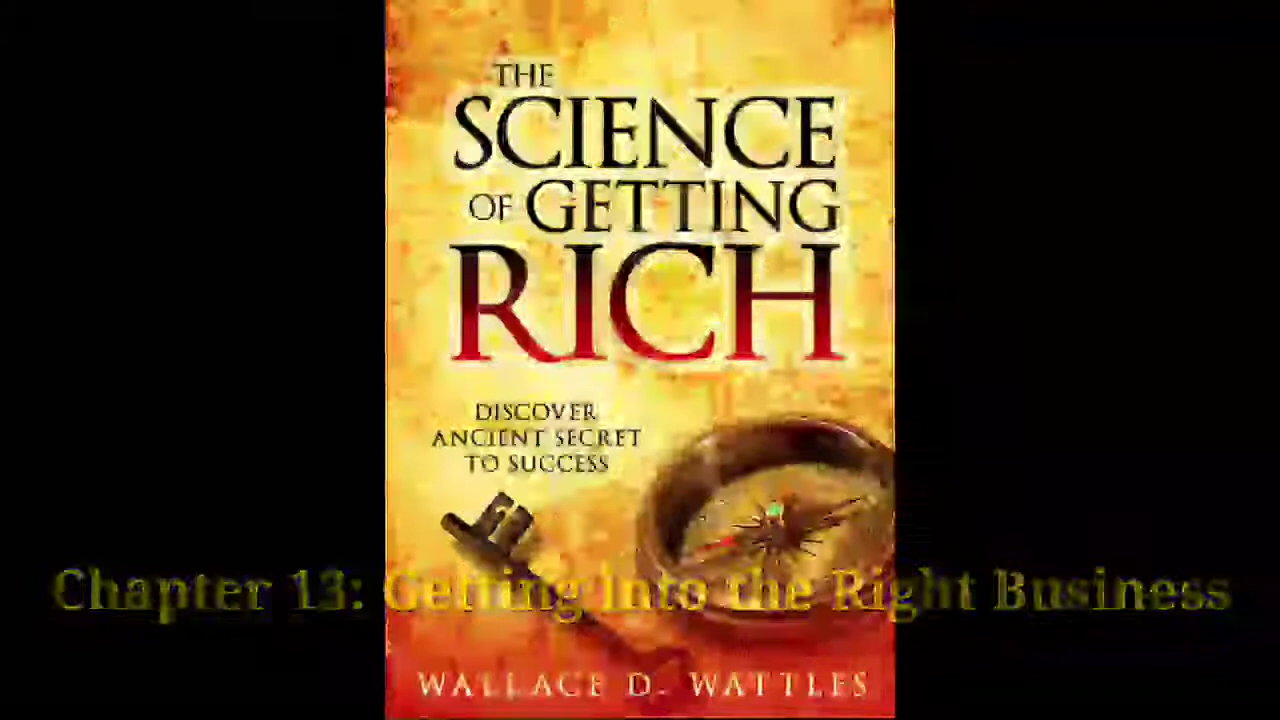 THE
SCIENCE
OF GETTING
RICH
DISCOVER
ANCIENT SECRET
TO SUCCESS
Chapter 13: Getting Into the Right Business
WALLACE D. WATTLES